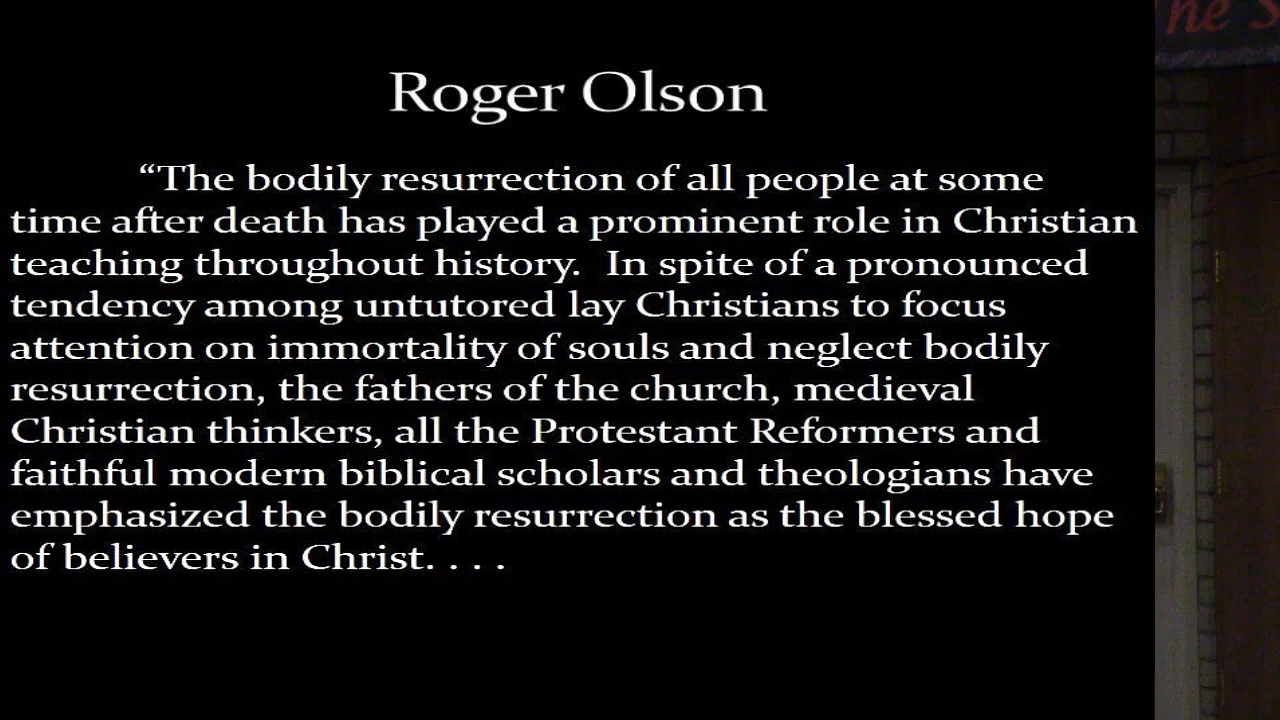 The S
Roger Olson
“The bodily resurrection of all people at some
time after death has played a prominent role in Christian
teaching throughout history.  In spite of a pronounced
tendency among untutored lay Christians to focus
attention on immortality of souls and neglect bodily
resurrection, the fathers of the church, medieval
Christian thinkers, all the Protestant Reformers and
faithful modern biblical scholars and theologians have
emphasized the bodily resurrection as the blessed hope
of believers in Christ. . . .